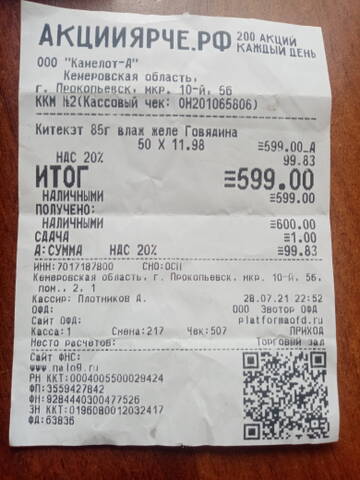 АКЦИИЯРЧЕ.РФ 200 АКЦИЙ КАЖДЫЙ ДЕНЬ
ООО "Камелот-А"
Кемеровская область,
г. Прокопьевск, мкр. 10-й, 56
ККМ №2(Кассовый чек: ОН201065806)
Китекэт 85г влаж желе Говядина
50 X 11.98 ≡599.00_А
НДС 20% 99.83
ИТОГ ≡599.00
НАЛИЧНЫМИ ≡599.00
ПОЛУЧЕНО:
НАЛИЧНЫМИ ≡600.00
СДАЧА ≡1.00
А:СУММА НДС 20% ≡99.83
ИНН:7017187800 СНО:ОСН
Кемеровская область, г. Прокопьевск, мкр. 10-й, 56,
пом.. 2, 1
Кассир: Плотников А. 28.07.21 22:52
ОФД: ООО Эвотор ОФД
Сайт ОФД: platformaofd.ru
Касса:1 Смена:217 Чек:507 ПРИХОД
Место расчетов: Торговый зал
Сайт ФНС:
www.nalog.ru
РН ККТ:0004005500029424
ФП:3559427842
ФН:9284440300477526
ЗН ККТ:0196080012032417
ФД:63836